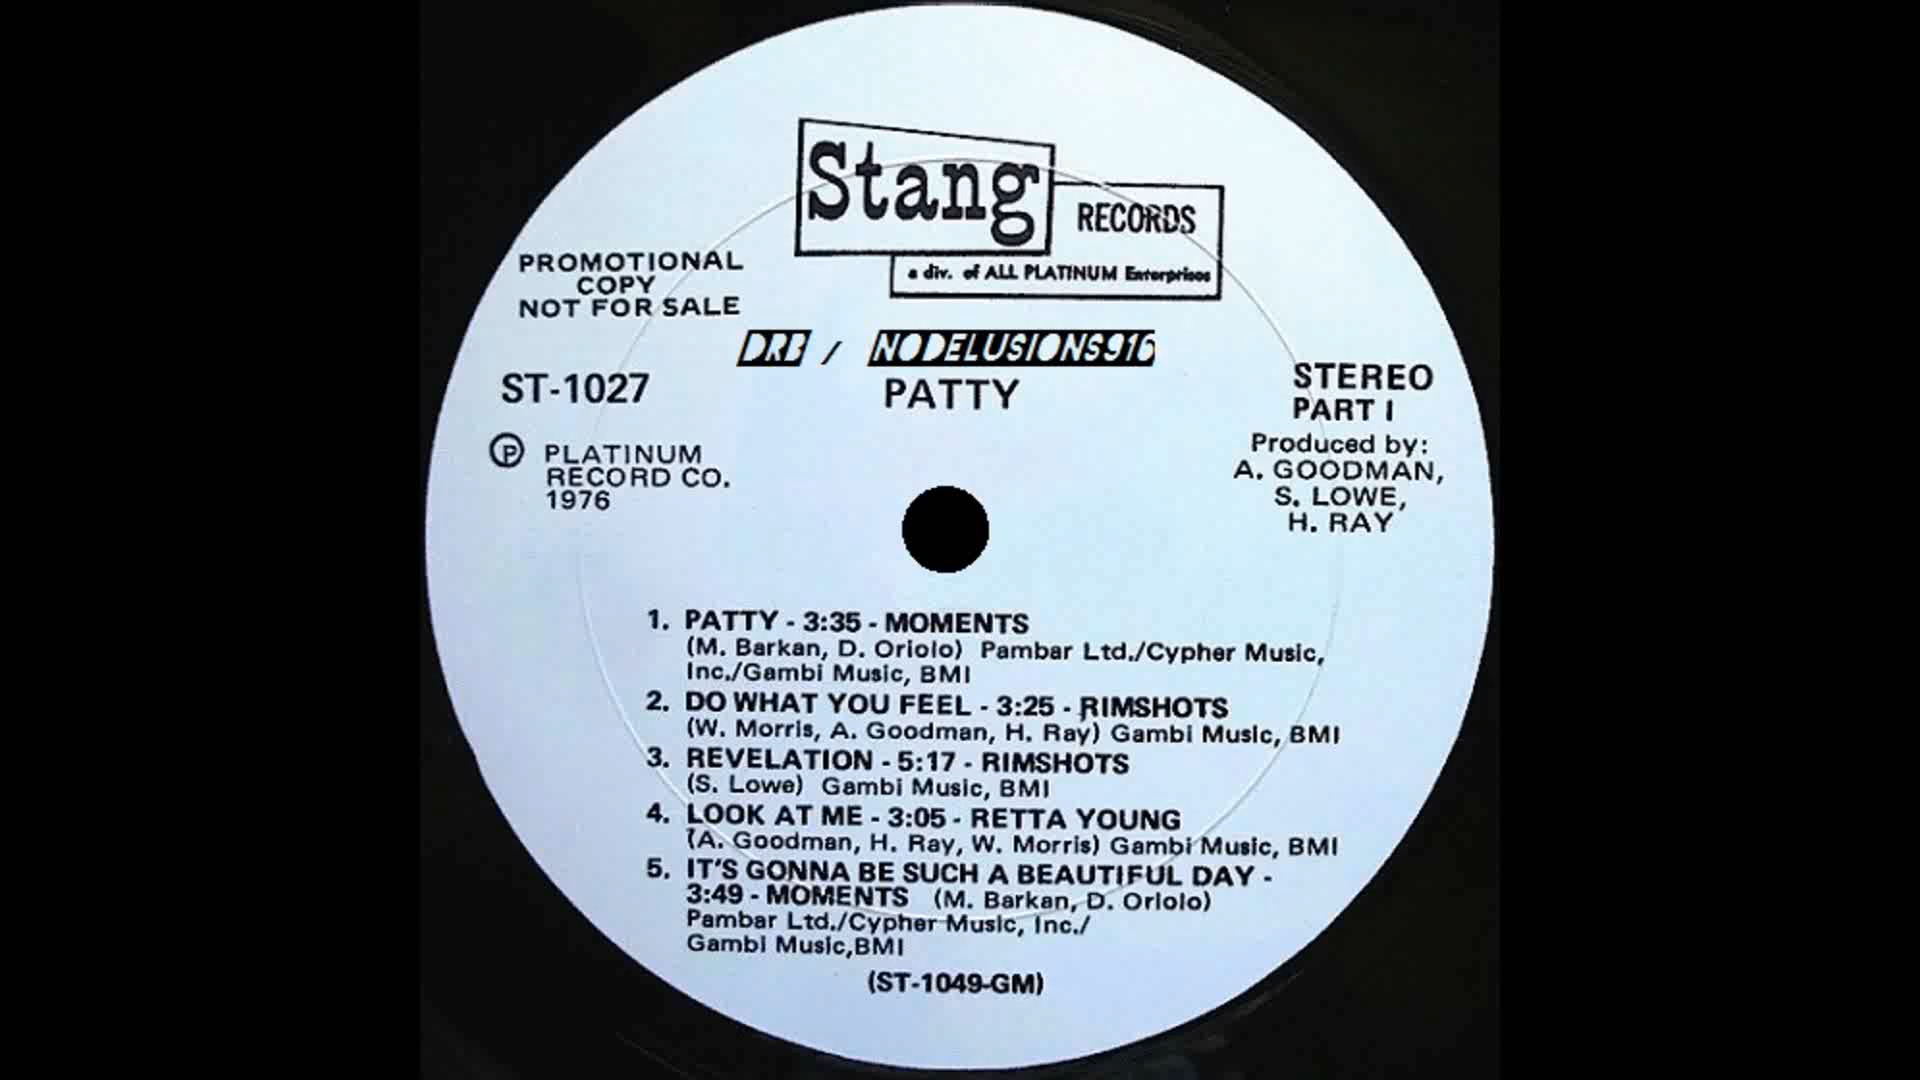 Stang
RECORDS
a div. of ALL PLATINUM Enterprises
PROMOTIONAL
COPY
NOT FOR SALE
DRB / NODELUSIONS916
ST-1027
PATTY
STEREO
PART I
Ⓟ PLATINUM
RECORD CO.
1976
Produced by:
A. GOODMAN,
S. LOWE,
H. RAY
1. PATTY - 3:35 - MOMENTS
(M. Barkan, D. Oriolo) Pambar Ltd./Cypher Music,
Inc./Gambi Music, BMI
2. DO WHAT YOU FEEL - 3:25 - RIMSHOTS
(W. Morris, A. Goodman, H. Ray) Gambi Music, BMI
3. REVELATION - 5:17 - RIMSHOTS
(S. Lowe) Gambi Music, BMI
4. LOOK AT ME - 3:05 - RETTA YOUNG
(A. Goodman, H. Ray, W. Morris) Gambi Music, BMI
5. IT'S GONNA BE SUCH A BEAUTIFUL DAY -
3:49 - MOMENTS (M. Barkan, D. Oriolo)
Pambar Ltd./Cypher Music, Inc./
Gambi Music,BMI
(ST-1049-GM)